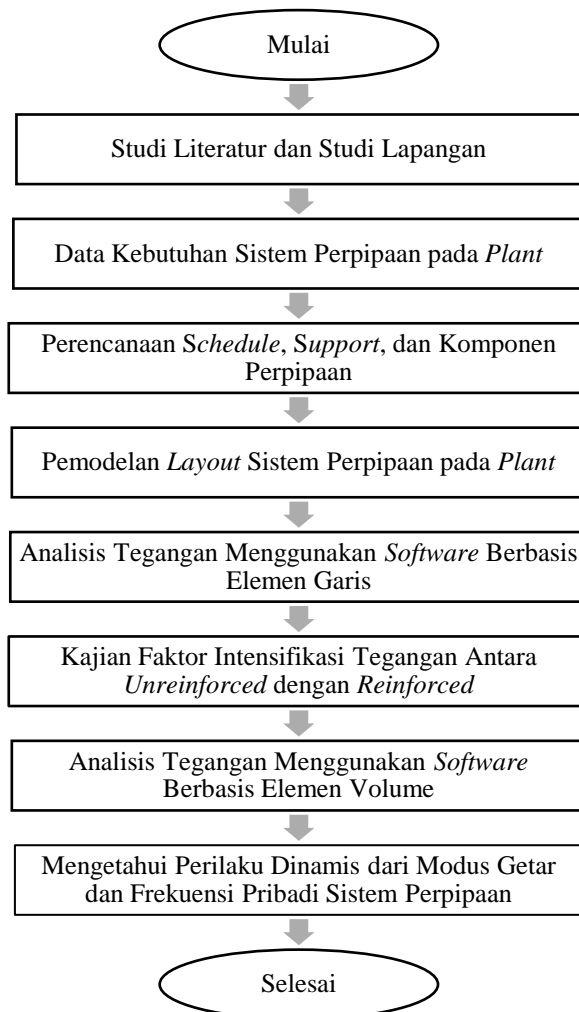 Mulai
Studi Literatur dan Studi Lapangan
Data Kebutuhan Sistem Perpipaan pada Plant
Perencanaan Schedule, Support, dan Komponen
Perpipaan
Pemodelan Layout Sistem Perpipaan pada Plant
Analisis Tegangan Menggunakan Software Berbasis
Elemen Garis
Kajian Faktor Intensifikasi Tegangan Antara
Unreinforced dengan Reinforced
Analisis Tegangan Menggunakan Software
Berbasis Elemen Volume
Mengetahui Perilaku Dinamis dari Modus Getar
dan Frekuensi Pribadi Sistem Perpipaan
Selesai